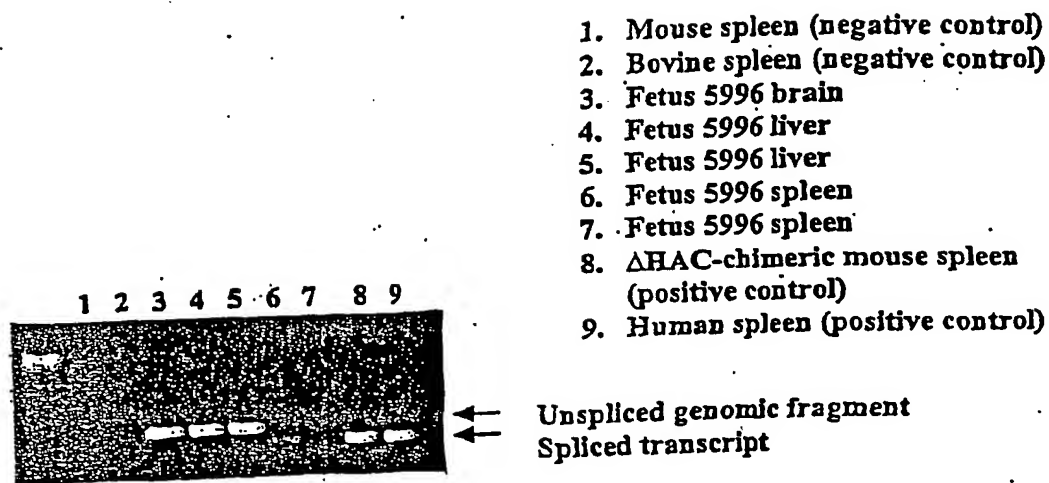 1. Mouse spleen (negative control)
2. Bovine spleen (negative control)
3. Fetus 5996 brain
4. Fetus 5996 liver
5. Fetus 5996 liver
6. Fetus 5996 spleen
7. Fetus 5996 spleen
8. ΔHAC-chimeric mouse spleen
(positive control)
9. Human spleen (positive control)
1 2 3 4 5 6 7 8 9
Unspliced genomic fragment
Spliced transcript